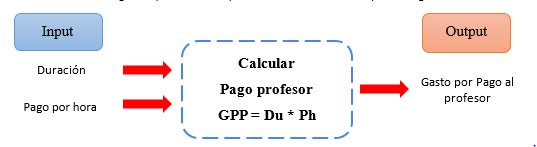 Input
Output
Calcular
Duración
Pago profesor
Gasto por Pago al
profesor
Pago por hora
GPP = Du * Ph